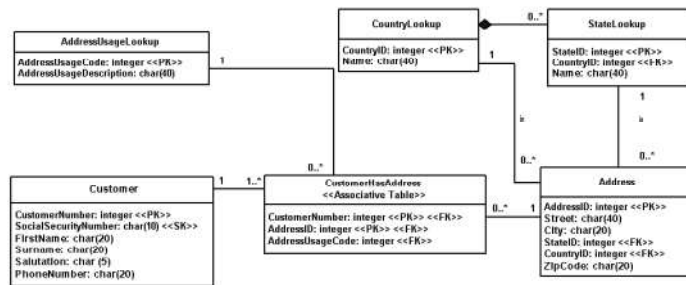 AddressUsageLookup
AddressUsageCode: integer <<PK>>
AddressUsageDescription: char(40)
CountryLookup
CountryID: integer <<PK>>
Name: char(40)
0..*
StateLookup
StateID: integer <<PK>>
CountryID: integer <<FK>>
Name: char(40)
1
1
1
is
is
0..*
0..*
0..*
Customer
CustomerNumber: integer <<PK>>
SocialSecurityNumber: char(10) <<SK>>
FirstName: char(20)
Surname: char(20)
Salutation: char (5)
PhoneNumber: char(20)
1
1..*
CustomerHasAddress
<<Associative Table>>
CustomerNumber: integer <<PK>> <<FK>>
AddressID: integer <<PK>> <<FK>>
AddressUsageCode: integer <<FK>>
0..*
1
Address
AddressID: integer <<PK>>
Street: char(40)
City: char(20)
StateID: integer <<FK>>
CountryID: integer <<FK>>
ZipCode: char(20)